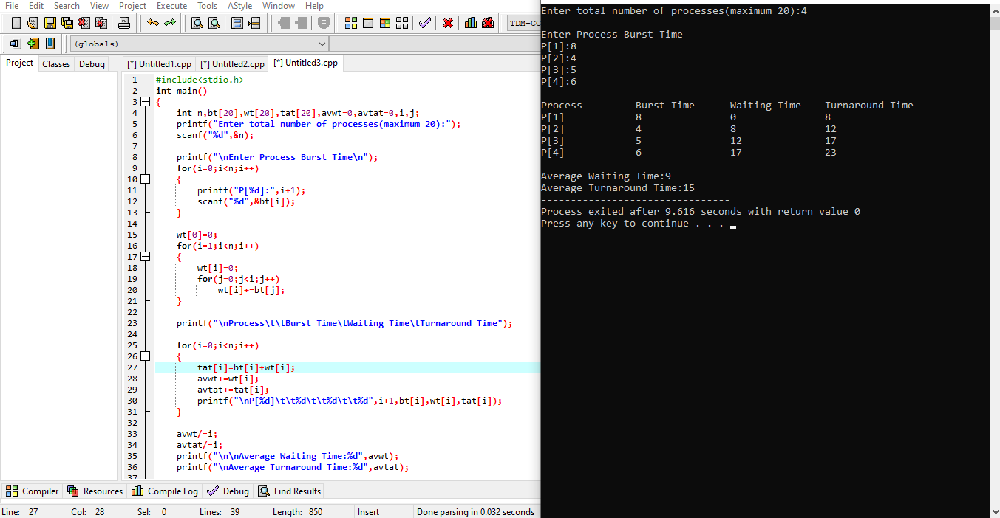 File Edit Search View Project Execute Tools AStyle Window Help
(globals)
Project Classes Debug
[*] Untitled1.cpp [*] Untitled2.cpp [*] Untitled3.cpp
1 #include<stdio.h>
2 int main()
3 {
4 int n,bt[20],wt[20],tat[20],avwt=0,avtat=0,i,j;
5 printf("Enter total number of processes(maximum 20):");
6 scanf("%d",&n);
7
8 printf("\nEnter Process Burst Time\n");
9 for(i=0;i<n;i++)
10 {
11 printf("P[%d]:",i+1);
12 scanf("%d",&bt[i]);
13 }
14
15 wt[0]=0;
16 for(i=1;i<n;i++)
17 {
18 wt[i]=0;
19 for(j=0;j<i;j++)
20 wt[i]+=bt[j];
21 }
22
23 printf("\nProcess\t\tBurst Time\tWaiting Time\tTurnaround Time");
24
25 for(i=0;i<n;i++)
26 {
27 tat[i]=bt[i]+wt[i];
28 avwt+=wt[i];
29 avtat+=tat[i];
30 printf("\nP[%d]\t\t%d\t\t%d\t\t%d",i+1,bt[i],wt[i],tat[i]);
31 }
32
33 avwt/=i;
34 avtat/=i;
35 printf("\n\nAverage Waiting Time:%d",avwt);
36 printf("\nAverage Turnaround Time:%d",avtat);
37
Compiler Resources Compile Log Debug Find Results
Line: 27 Col: 28 Sel: 0 Lines: 39 Length: 850 Insert Done parsing in 0.032 seconds
Enter total number of processes(maximum 20):4
Enter Process Burst Time
P[1]:8
P[2]:4
P[3]:5
P[4]:6
Process Burst Time Waiting Time Turnaround Time
P[1] 8 0 8
P[2] 4 8 12
P[3] 5 12 17
P[4] 6 17 23
Average Waiting Time:9
Average Turnaround Time:15
--------------------------------
Process exited after 9.616 seconds with return value 0
Press any key to continue . . .